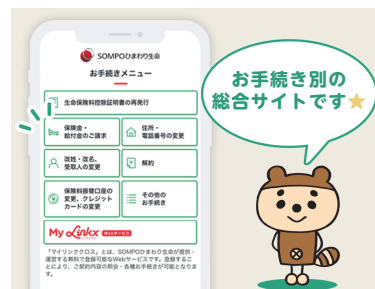 SOMPOひまわり生命
お手続きメニュー
生命保険料控除証明書の再発行
保険金・
給付金のご請求
住所・
電話番号の変更
改姓・改名、
受取人の変更
解約
保険料振替口座の
変更、クレジット
カードの変更
その他の
お手続き
My Linkx WEBサービス
「マイリンククロス」とは、SOMPOひまわり生命が提供・
運営する無料で登録可能なWebサービスです。登録するこ
とにより、ご契約内容の照会・各種お手続きが可能となりま
す。
お手続き別の
総合サイトです